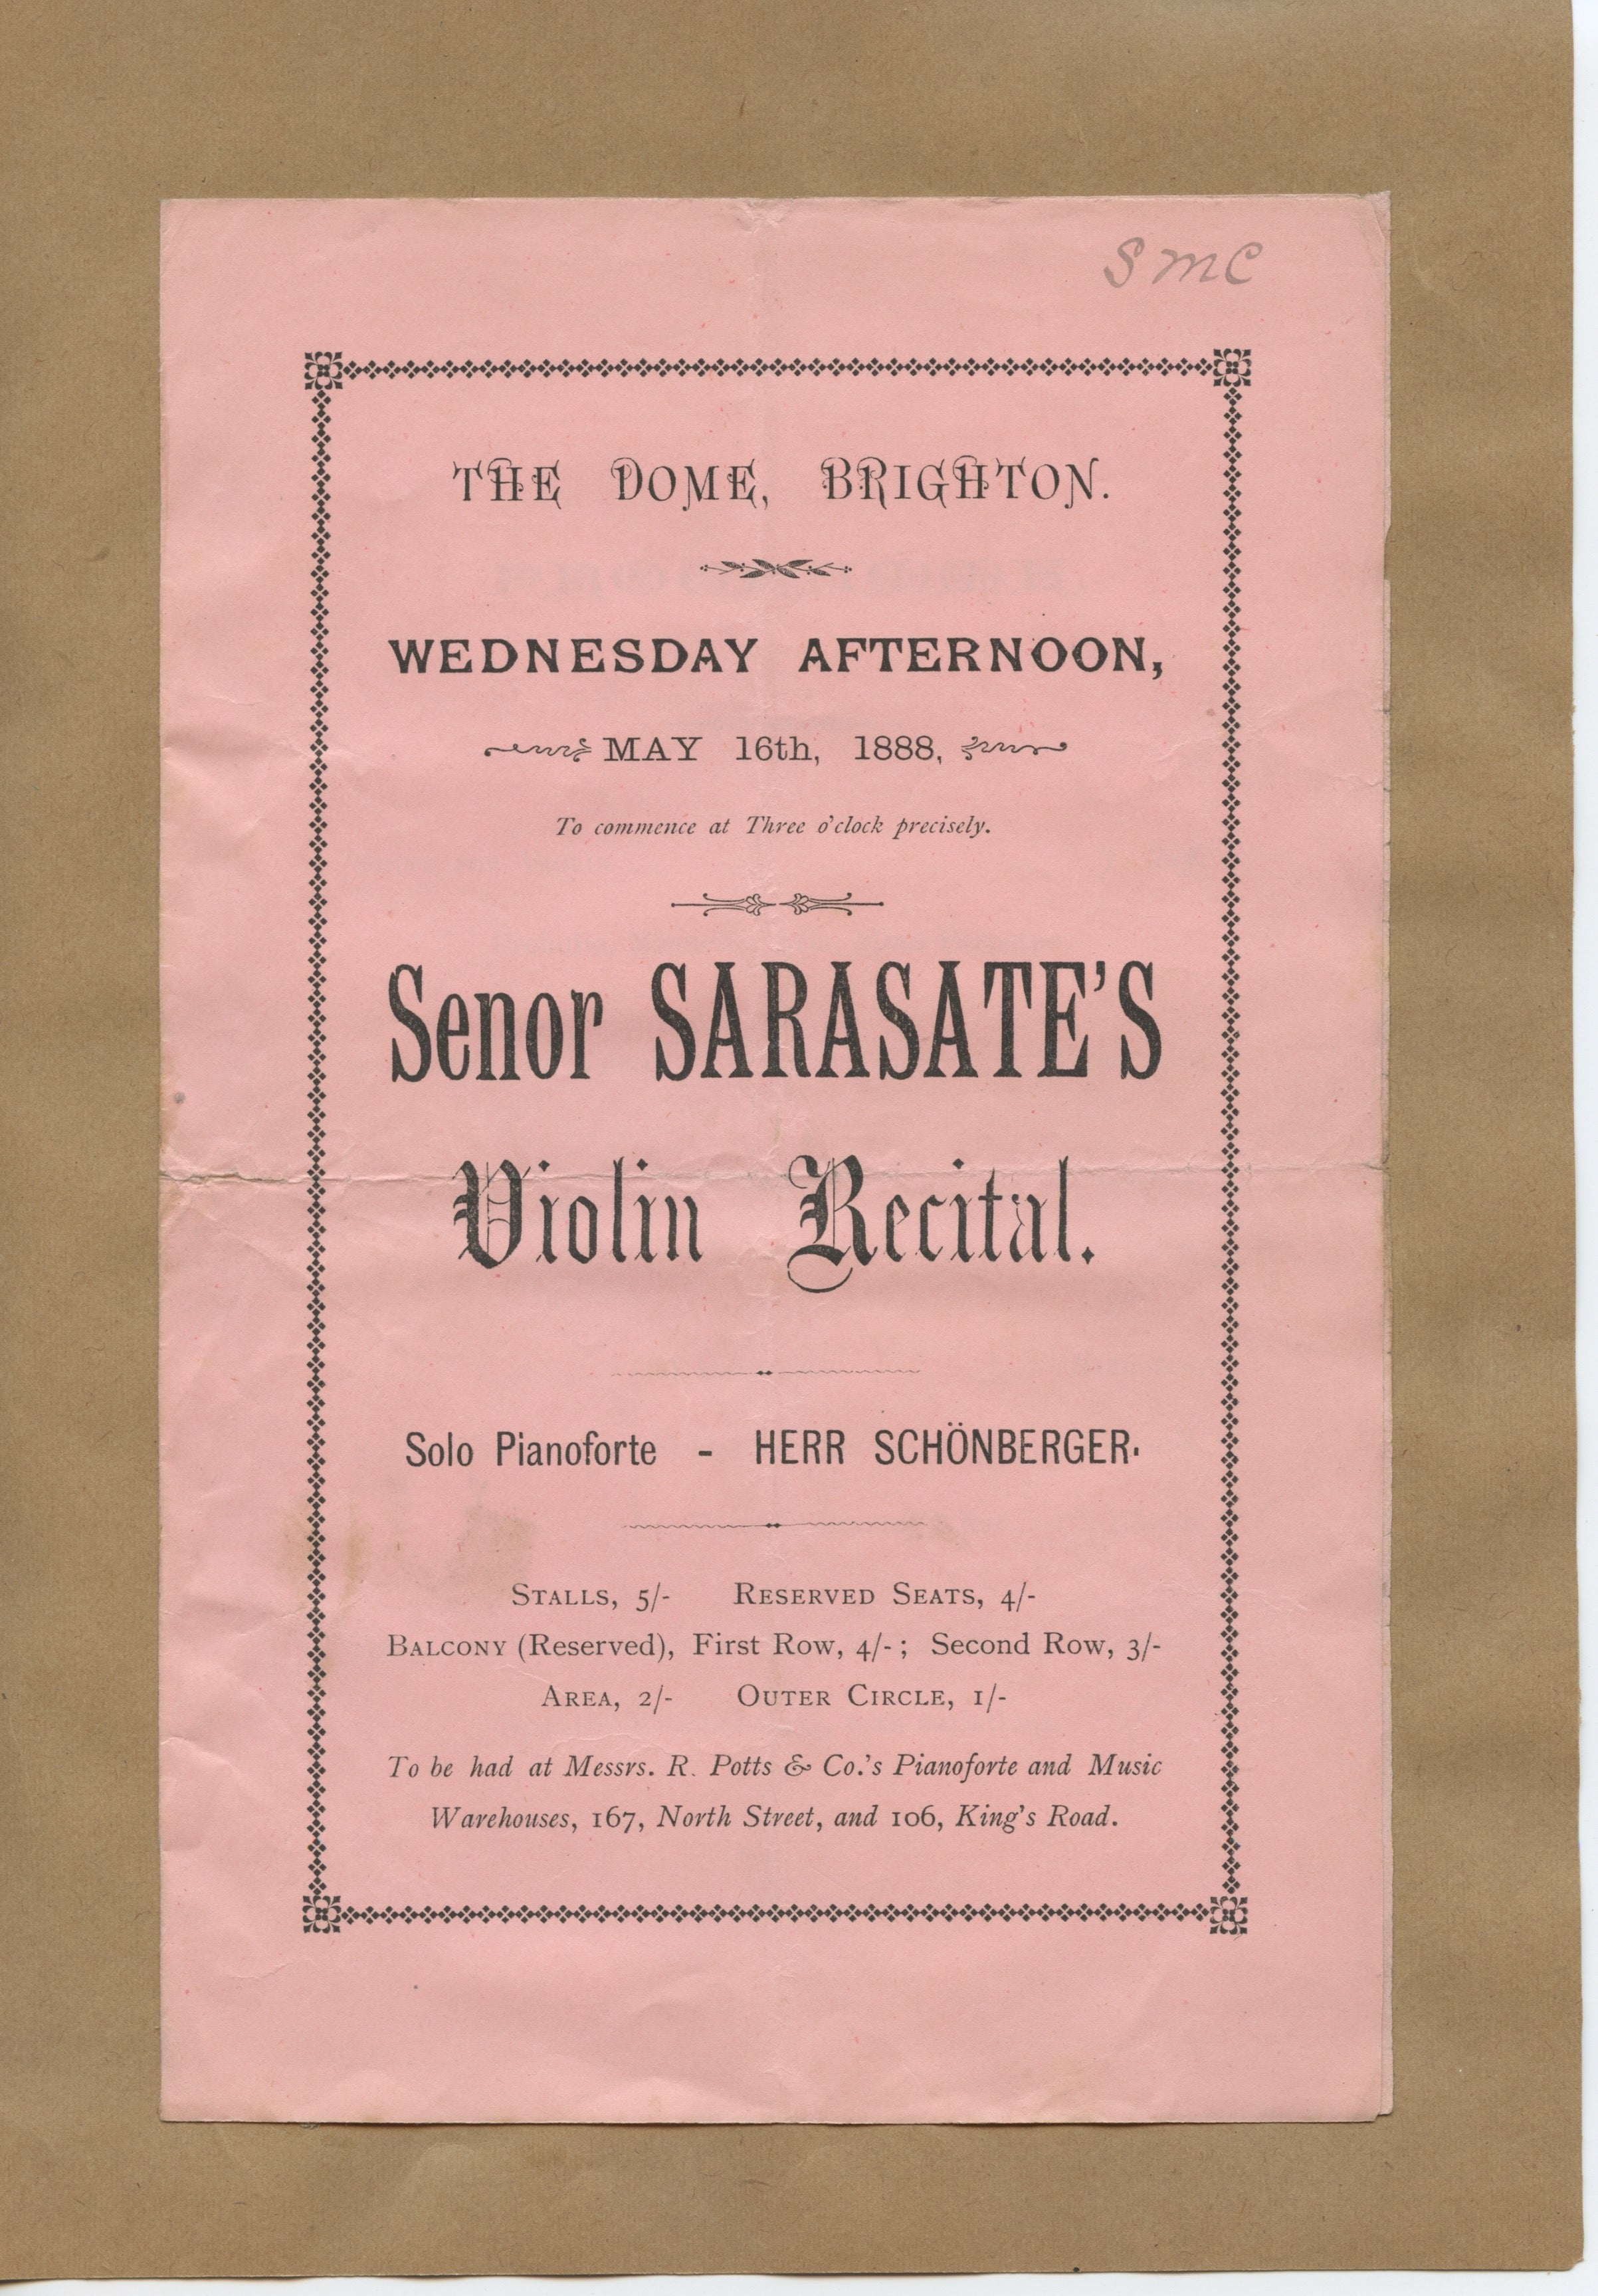 S M C
THE DOME, BRIGHTON.
WEDNESDAY AFTERNOON,
MAY 16th, 1888,
To commence at Three o'clock precisely.
Senor SARASATE'S
Violin Recital.
Solo Pianoforte - HERR SCHÖNBERGER.
STALLS, 5/- RESERVED SEATS, 4/-
BALCONY (Reserved), First Row, 4/-; Second Row, 3/-
AREA, 2/- OUTER CIRCLE, 1/-
To be had at Messrs. R. Potts & Co.'s Pianoforte and Music
Warehouses, 167, North Street, and 106, King's Road.